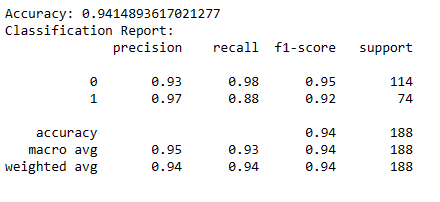 Accuracy: 0.9414893617021277
Classification Report:
precision recall f1-score support
0 0.93 0.98 0.95 114
1 0.97 0.88 0.92 74
accuracy 0.94 188
macro avg 0.95 0.93 0.94 188
weighted avg 0.94 0.94 0.94 188